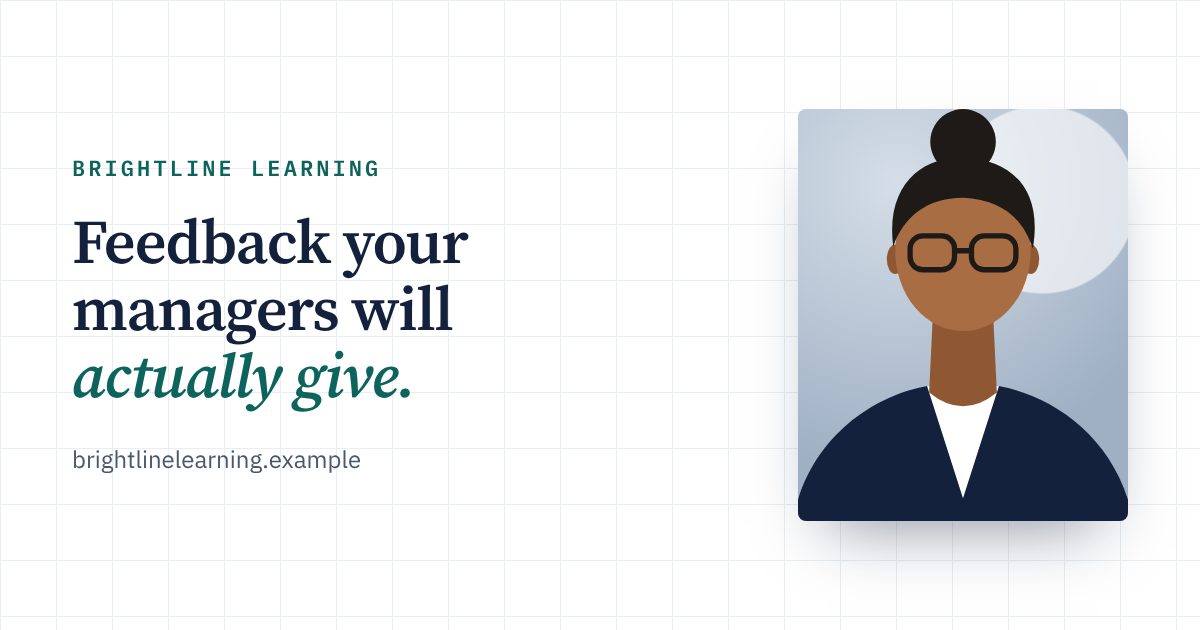 BRIGHTLINE LEARNING
Feedback your
managers will
actually give.
brightlinelearning.example